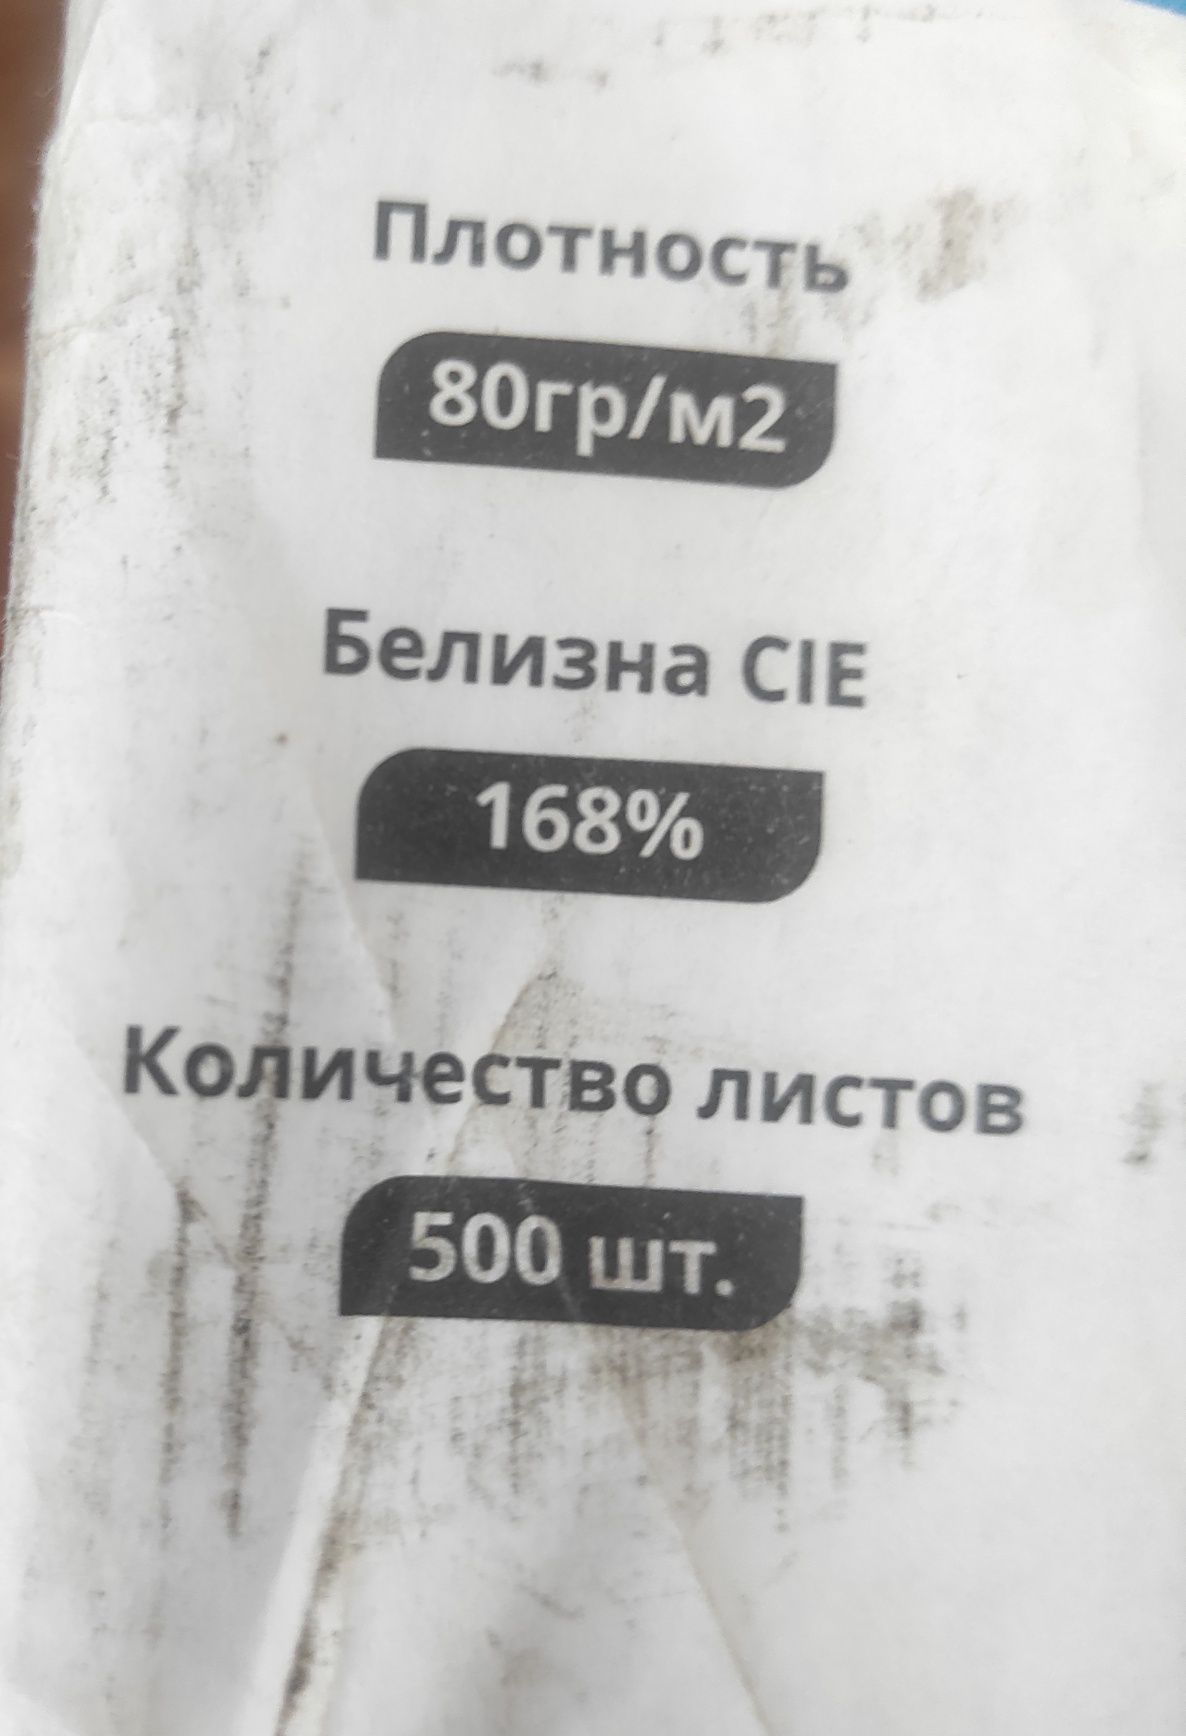 Плотность
80гр/м2
Белизна CIE
168%
Количество листов
500 шт.